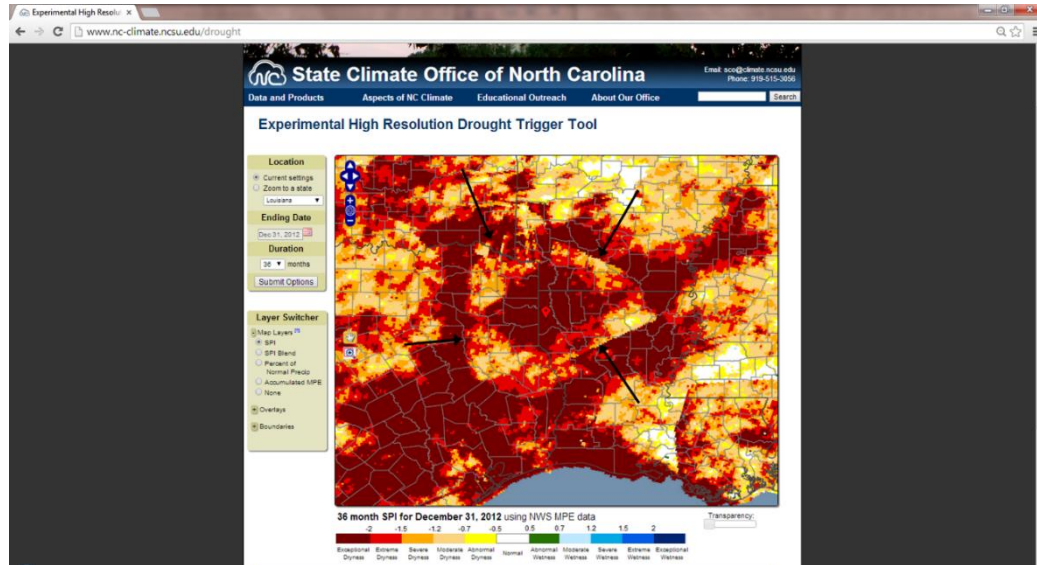 Experimental High Resolu
www.nc-climate.ncsu.edu/drought
NC State Climate Office of North Carolina
Email: sco@climate.ncsu.edu
Phone: 919-515-3056
Data and Products Aspects of NC Climate Educational Outreach About Our Office Search
Experimental High Resolution Drought Trigger Tool
Location
Current settings
Zoom to a state
Louisiana
Ending Date
Dec 31, 2012
Duration
36 months
Submit Options
Layer Switcher
Map Layers
SPI
SPI Blend
Percent of
Normal Precip
Accumulated MPE
None
Overlays
Boundaries
36 month SPI for December 31, 2012 using NWS MPE data
Transparency:
-2 -1.5 -1.2 -0.7 -0.5 0.5 0.7 1.2 1.5 2
Exceptional Extreme Severe Moderate Abnormal Normal Abnormal Moderate Severe Extreme Exceptional
Dryness Dryness Dryness Dryness Dryness Wetness Wetness Wetness Wetness Wetness